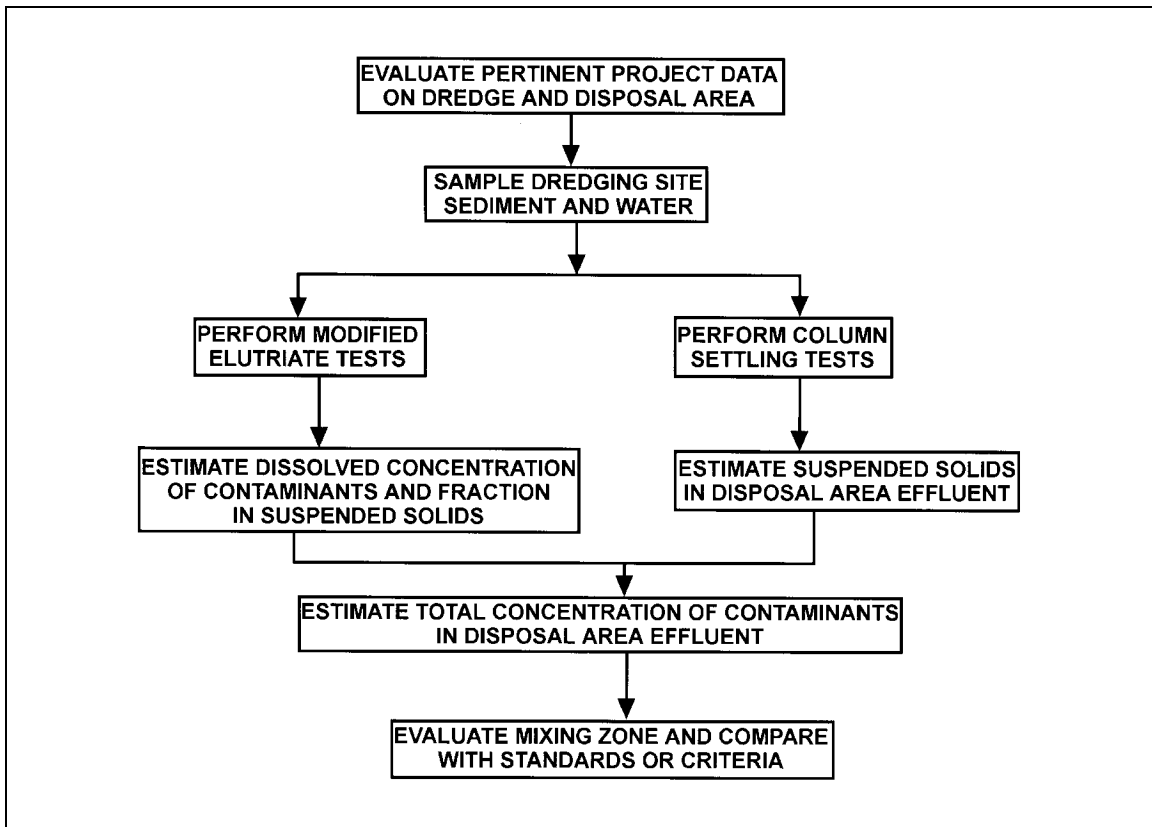 EVALUATE PERTINENT PROJECT DATA
ON DREDGE AND DISPOSAL AREA
SAMPLE DREDGING SITE
SEDIMENT AND WATER
PERFORM MODIFIED
ELUTRIATE TESTS
PERFORM COLUMN
SETTLING TESTS
ESTIMATE DISSOLVED CONCENTRATION
OF CONTAMINANTS AND FRACTION
IN SUSPENDED SOLIDS
ESTIMATE SUSPENDED SOLIDS
IN DISPOSAL AREA EFFLUENT
ESTIMATE TOTAL CONCENTRATION OF CONTAMINANTS
IN DISPOSAL AREA EFFLUENT
EVALUATE MIXING ZONE AND COMPARE
WITH STANDARDS OR CRITERIA